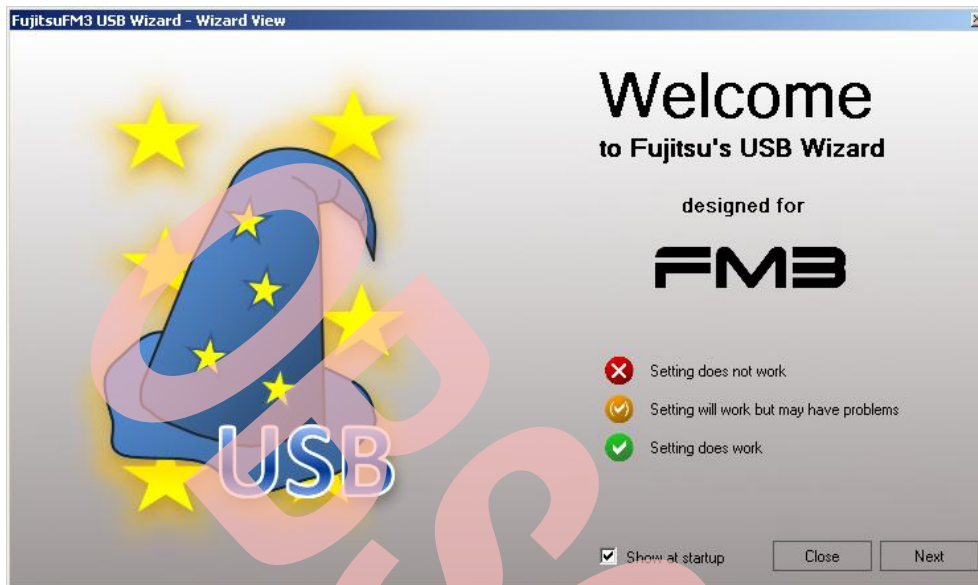 FujitsuFM3 USB Wizard - Wizard View
Welcome
to Fujitsu's USB Wizard
designed for
FM3
Setting does not work
Setting will work but may have problems
Setting does work
USB
Show at startup
Close
Next